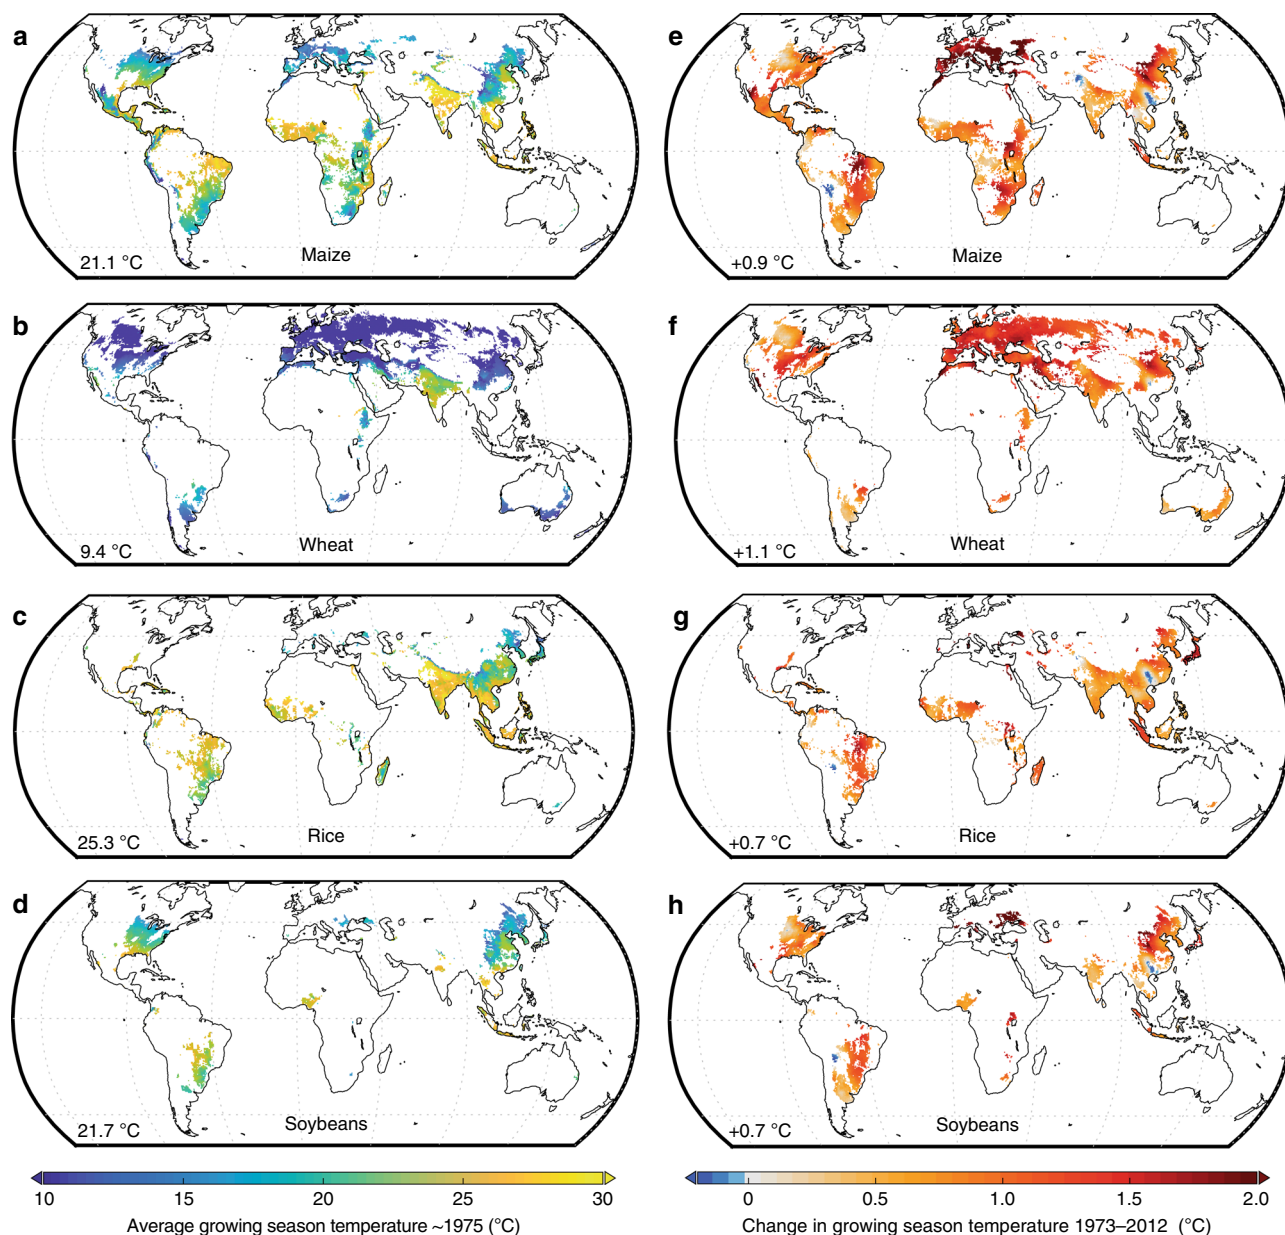 a
21.1 °C
Maize
e
+0.9 °C
Maize
b
9.4 °C
Wheat
f
+1.1 °C
Wheat
c
25.3 °C
Rice
g
+0.7 °C
Rice
d
21.7 °C
Soybeans
h
+0.7 °C
Soybeans
10 15 20 25 30
Average growing season temperature ~1975 (°C)
0 0.5 1.0 1.5 2.0
Change in growing season temperature 1973–2012 (°C)